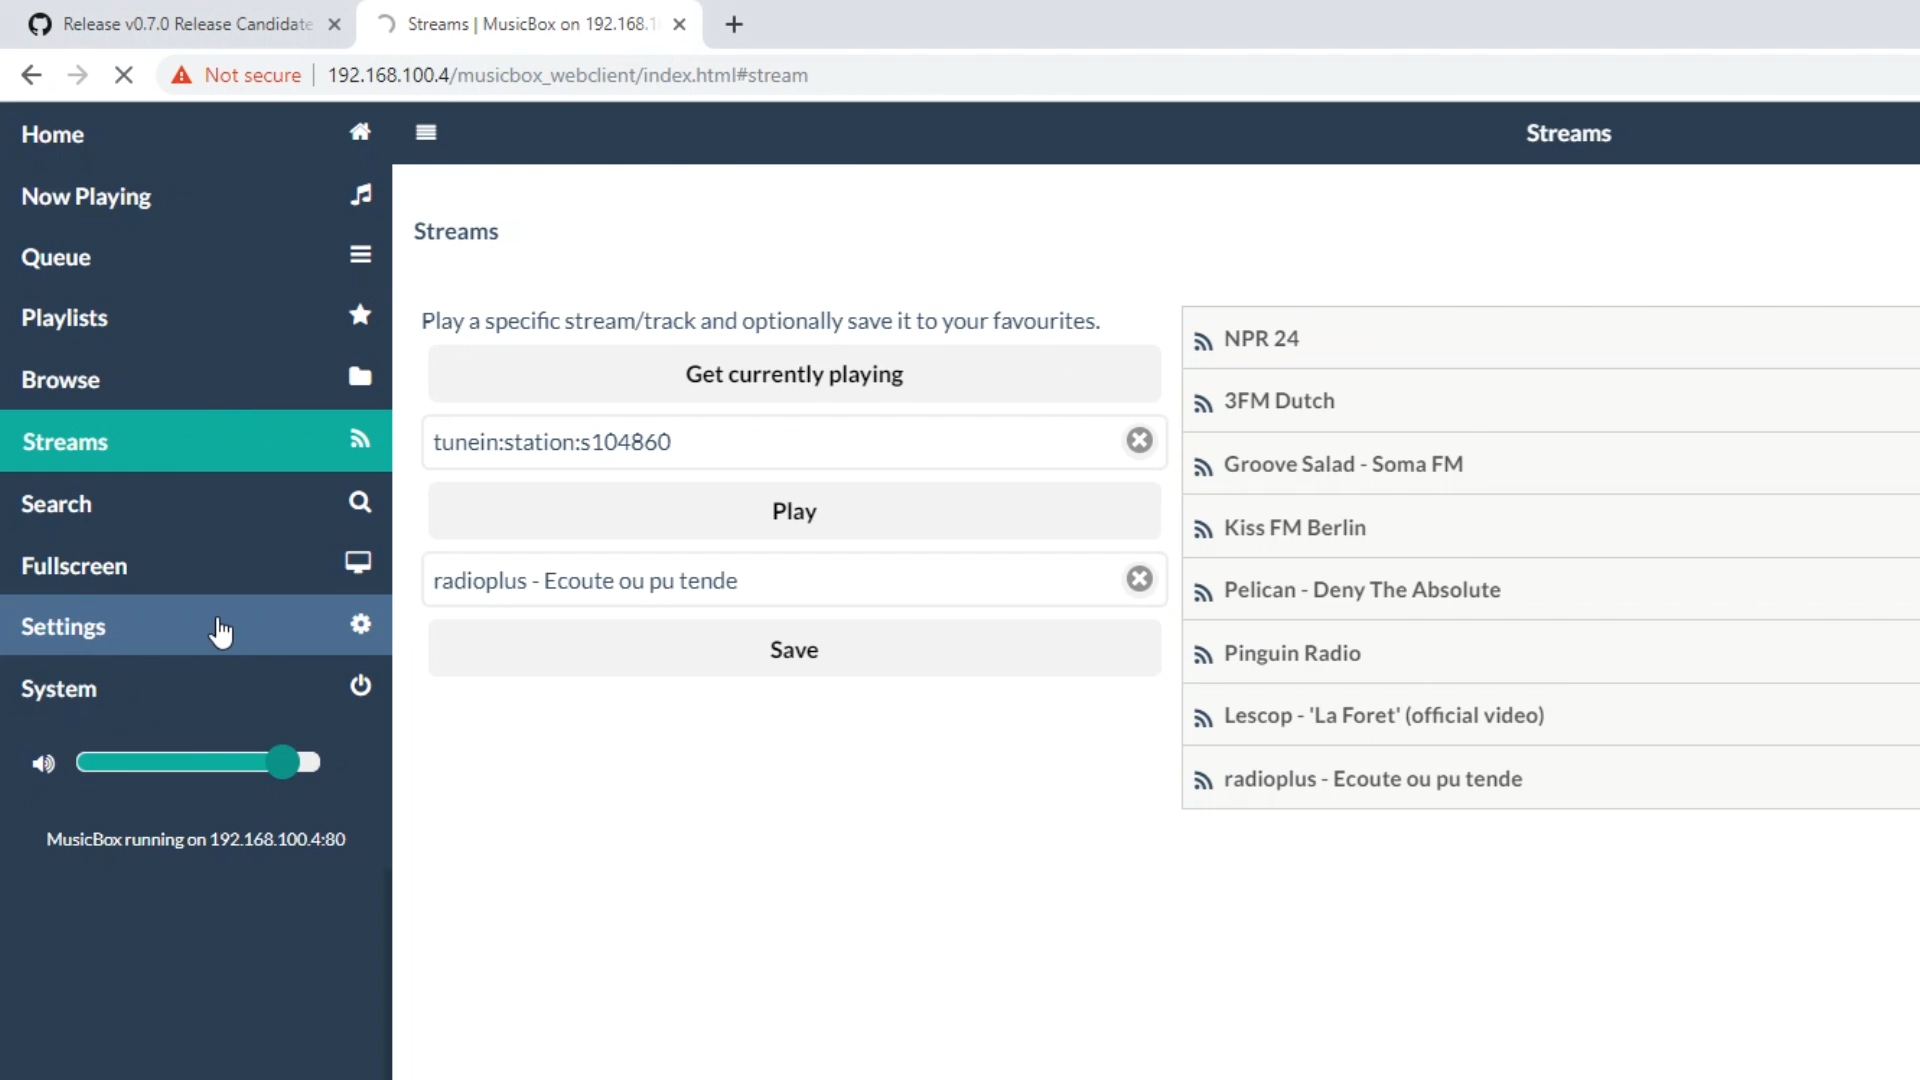 Release v0.7.0 Release Candidate
Streams | MusicBox on 192.168.1
Not secure
192.168.100.4/musicbox_webclient/index.html#stream
Home
Now Playing
Queue
Playlists
Browse
Streams
Search
Fullscreen
Settings
System
MusicBox running on 192.168.100.4:80
Streams
Streams
Play a specific stream/track and optionally save it to your favourites.
Get currently playing
tunein:station:s104860
Play
radioplus - Ecoute ou pu tende
Save
NPR 24
3FM Dutch
Groove Salad - Soma FM
Kiss FM Berlin
Pelican - Deny The Absolute
Pinguin Radio
Lescop - 'La Foret' (official video)
radioplus - Ecoute ou pu tende